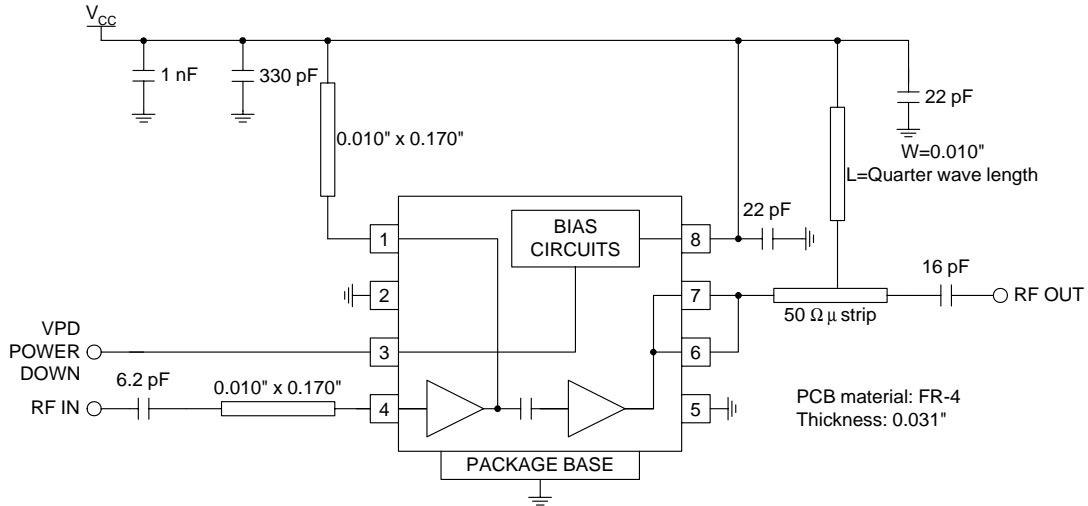 VCC
1 nF
330 pF
22 pF
0.010" x 0.170"
W=0.010"
L=Quarter wave length
BIAS
CIRCUITS
22 pF
1
8
2
7
16 pF
RF OUT
50 Ω µ strip
VPD
POWER
DOWN
3
6
6.2 pF
0.010" x 0.170"
RF IN
4
5
PCB material: FR-4
Thickness: 0.031"
PACKAGE BASE